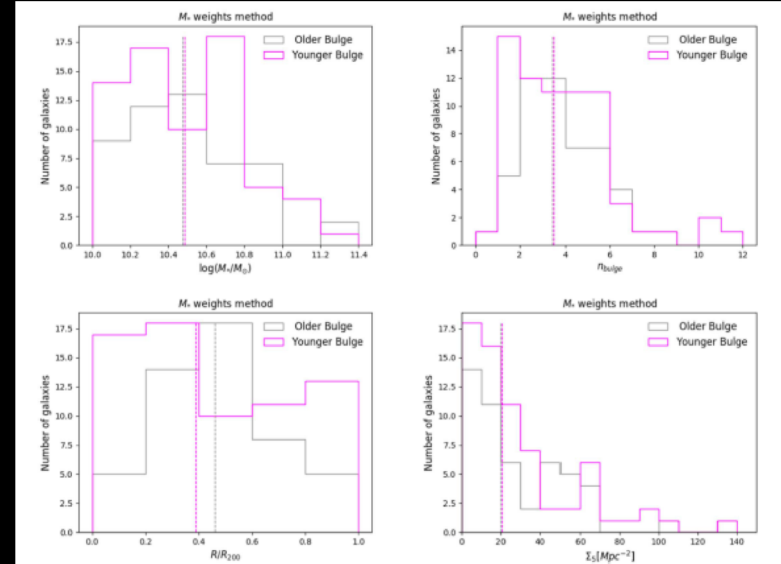 M* weights method
Older Bulge
Younger Bulge
Number of galaxies
17.5
15.0
12.5
10.0
7.5
5.0
2.5
0.0
10.0 10.2 10.4 10.6 10.8 11.0 11.2 11.4
log(M*/M⊙)
M* weights method
Older Bulge
Younger Bulge
Number of galaxies
14
12
10
8
6
4
2
0
0 2 4 6 8 10 12
n_bulge
M* weights method
Older Bulge
Younger Bulge
Number of galaxies
17.5
15.0
12.5
10.0
7.5
5.0
2.5
0.0
0.0 0.2 0.4 0.6 0.8 1.0
R/R200
M* weights method
Older Bulge
Younger Bulge
Number of galaxies
17.5
15.0
12.5
10.0
7.5
5.0
2.5
0.0
0 20 40 60 80 100 120 140
Σ5[Mpc⁻²]